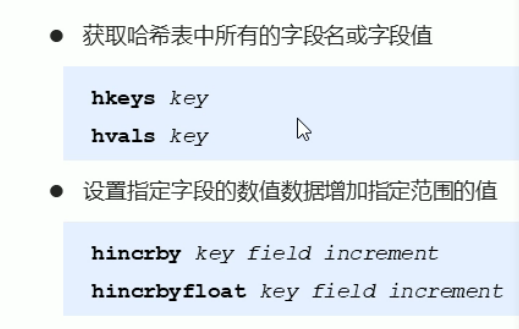 ● 获取哈希表中所有的字段名或字段值
hkeys key
hvals key
● 设置指定字段的数值数据增加指定范围的值
hincrby key field increment
hincrbyfloat key field increment